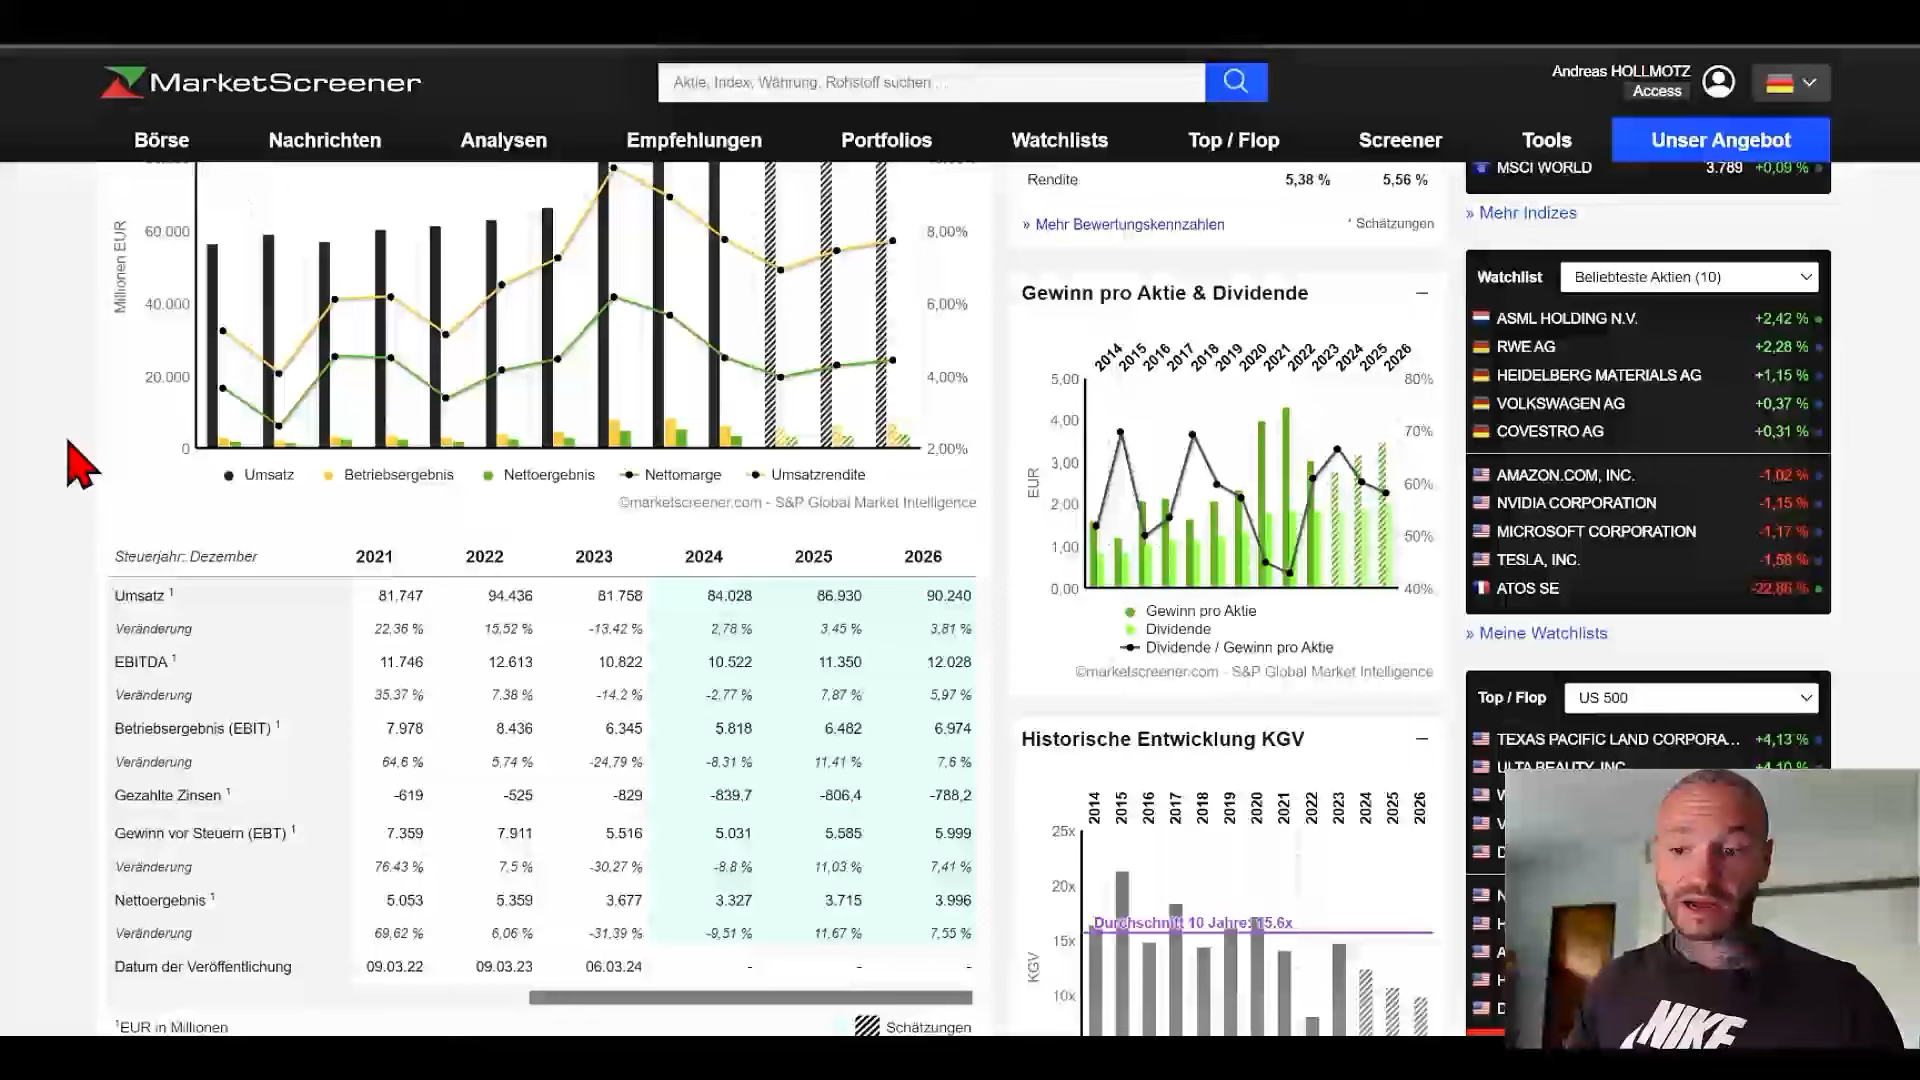 MarketScreener
Aktie, Index, Währung, Rohstoff suchen ...
Andreas HOLLMOTZ
Access
Börse Nachrichten Analysen Empfehlungen Portfolios Watchlists Top / Flop Screener Tools Unser Angebot
Millionen EUR
60.000
40.000
20.000
0
8,00%
6,00%
4,00%
2,00%
Umsatz Betriebsergebnis Nettoergebnis Nettomarge Umsatzrendite
©marketscreener.com - S&P Global Market Intelligence
Steuerjahr: Dezember 2021 2022 2023 2024 2025 2026
Umsatz 1 81.747 94.436 81.758 84.028 86.930 90.240
Veränderung 22,36 % 15,52 % -13.42 % 2,78 % 3,45 % 3,81 %
EBITDA 1 11.746 12.613 10.822 10.522 11.350 12.028
Veränderung 35.37 % 7.38 % -14.2 % -2,77 % 7,87 % 5,97 %
Betriebsergebnis (EBIT) 1 7.978 8.436 6.345 5.818 6.482 6.974
Veränderung 64,6 % 5,74 % -24,79 % -8,31 % 11,41 % 7,6 %
Gezahlte Zinsen 1 -619 -525 -829 -839,7 -806,4 -788,2
Gewinn vor Steuern (EBT) 1 7.359 7.911 5.516 5.031 5.585 5.999
Veränderung 76.43 % 7,5 % -30,27 % -8.8 % 11,03 % 7,41 %
Nettoergebnis 1 5.053 5.359 3.677 3.327 3.715 3.996
Veränderung 69,62 % 6,06 % -31,39 % -9,51 % 11,67 % 7,55 %
Datum der Veröffentlichung 09.03.22 09.03.23 06.03.24 - - -
1EUR in Millionen
Schätzungen
Rendite 5,38 % 5,56 %
» Mehr Bewertungskennzahlen
* Schätzungen
Gewinn pro Aktie & Dividende
2014 2015 2016 2017 2018 2019 2020 2021 2022 2023 2024 2025 2026
EUR
5,00
4,00
3,00
2,00
1,00
0,00
80%
70%
60%
50%
40%
Gewinn pro Aktie
Dividende
Dividende / Gewinn pro Aktie
©marketscreener.com - S&P Global Market Intelligence
Historische Entwicklung KGV
2014 2015 2016 2017 2018 2019 2020 2021 2022 2023 2024 2025 2026
KGV
25x
20x
15x
10x
Durchschnitt 10 Jahre: 15.6x
MSCI WORLD 3.789 +0,09 %
» Mehr Indizes
Watchlist Beliebteste Aktien (10)
ASML HOLDING N.V. +2,42 %
RWE AG +2,28 %
HEIDELBERG MATERIALS AG +1,15 %
VOLKSWAGEN AG +0,37 %
COVESTRO AG +0,31 %
AMAZON.COM, INC. -1,02 %
NVIDIA CORPORATION -1,15 %
MICROSOFT CORPORATION -1,17 %
TESLA, INC. -1,58 %
ATOS SE -22,86 %
» Meine Watchlists
Top / Flop US 500
TEXAS PACIFIC LAND CORPORA... +4,13 %
ULTA BEAUTY, INC. +4,10 %
W
V
D
N
H
A
H
D
NIKE